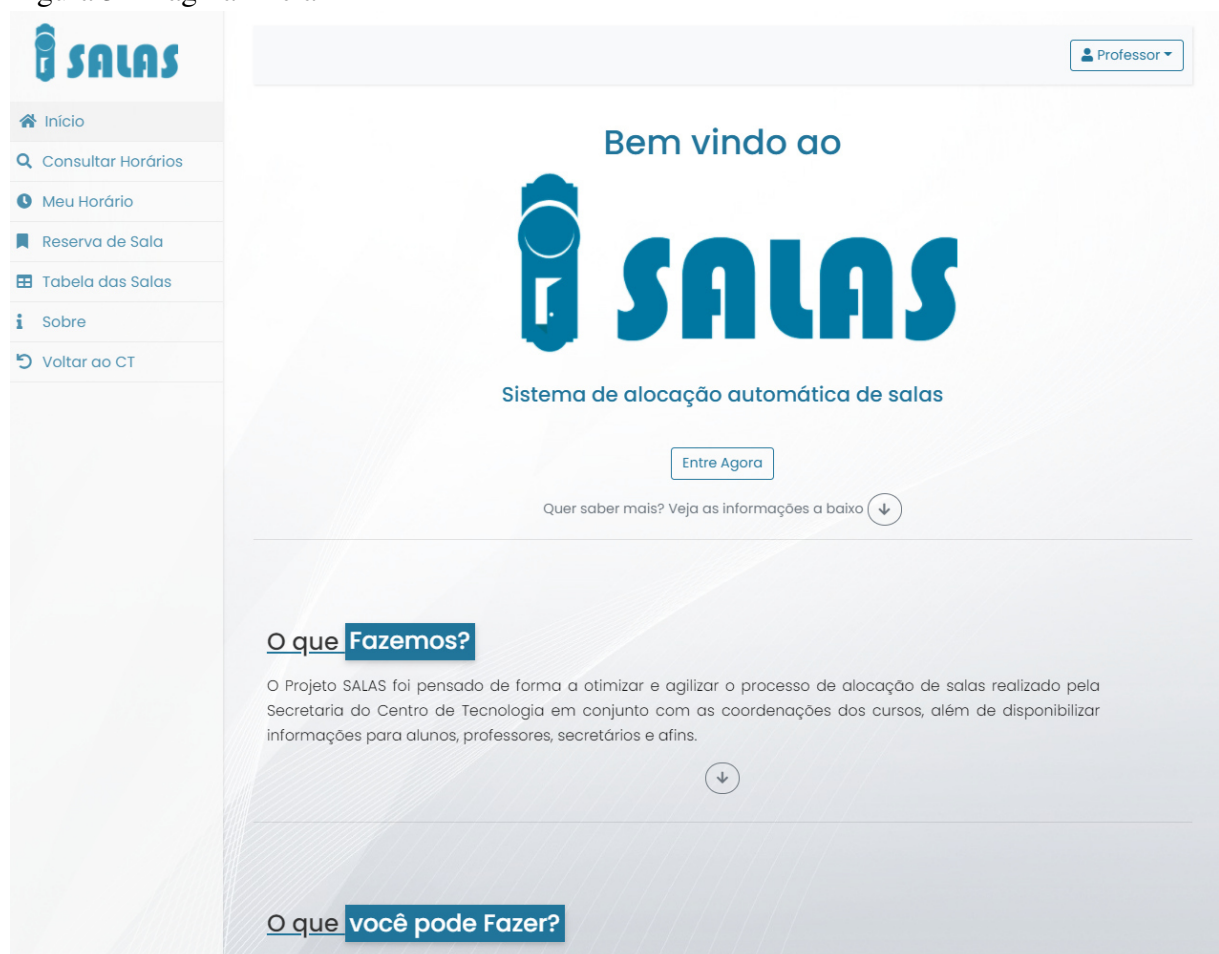 SALAS
Professor
Início
Consultar Horários
Meu Horário
Reserva de Sala
Tabela das Salas
Sobre
Voltar ao CT
Bem vindo ao
SALAS
Sistema de alocação automática de salas
Entre Agora
Quer saber mais? Veja as informações a baixo
O que Fazemos?
O Projeto SALAS foi pensado de forma a otimizar e agilizar o processo de alocação de salas realizado pela
Secretaria do Centro de Tecnologia em conjunto com as coordenações dos cursos, além de disponibilizar
informações para alunos, professores, secretários e afins.
O que você pode Fazer?